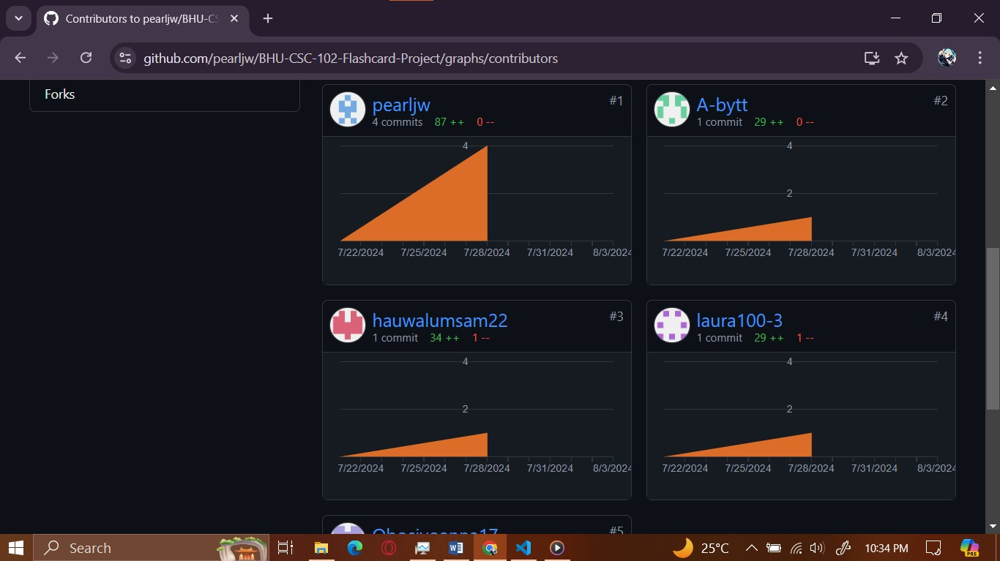 Contributors to pearljw/BHU-CS
github.com/pearljw/BHU-CSC-102-Flashcard-Project/graphs/contributors
Forks
pearljw
#1
4 commits 87 ++ 0 --
4
7/22/2024 7/25/2024 7/28/2024 7/31/2024 8/3/2024
A-bytt
#2
1 commit 29 ++ 0 --
4
2
7/22/2024 7/25/2024 7/28/2024 7/31/2024 8/3/2024
hauwalumsam22
#3
1 commit 34 ++ 1 --
4
2
7/22/2024 7/25/2024 7/28/2024 7/31/2024 8/3/2024
laura100-3
#4
1 commit 29 ++ 1 --
4
2
7/22/2024 7/25/2024 7/28/2024 7/31/2024 8/3/2024
#5
Search
25°C
10:34 PM
PRE